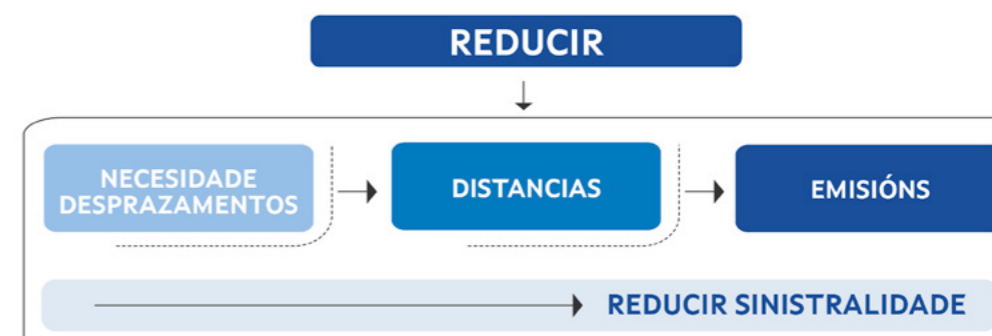 REDUCIR
NECESIDADE
DESPRAZAMENTOS
DISTANCIAS
EMISIÓNS
REDUCIR SINISTRALIDADE